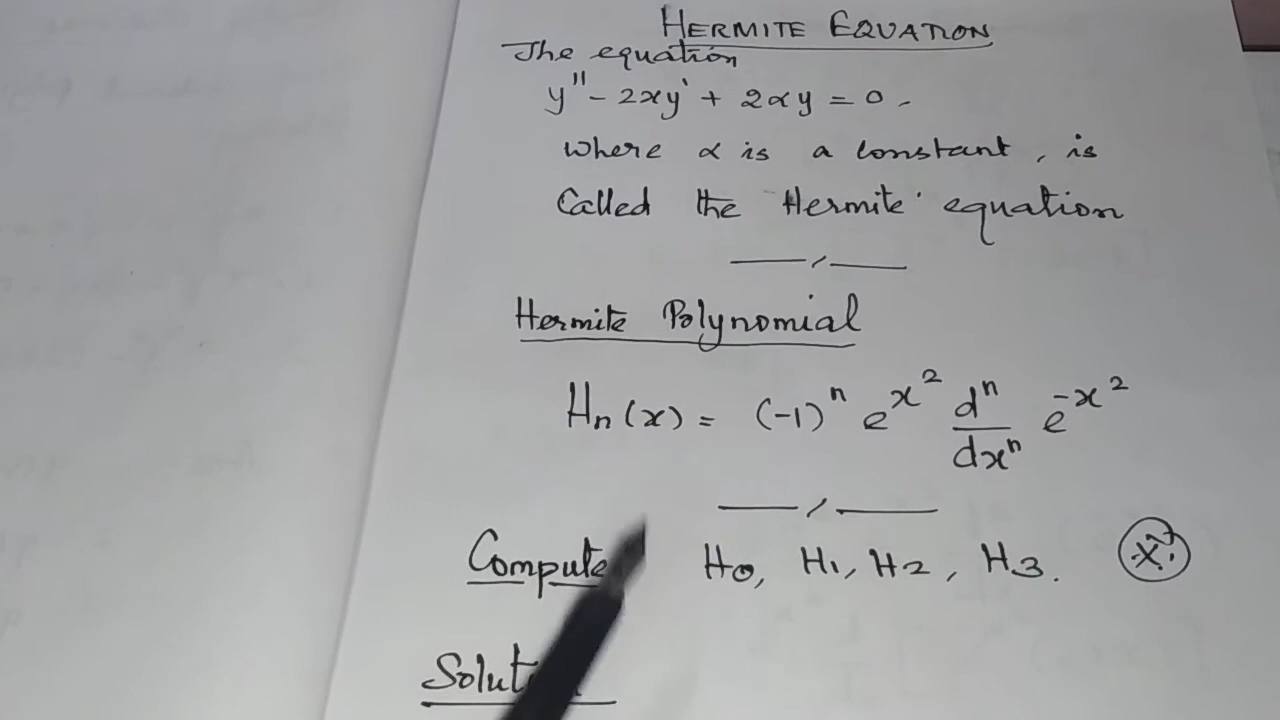 HERMITE EQUATION
The equation
y'' - 2xy' + 2αy = 0.
where α is a constant, is
called the Hermite equation
Hermite Polynomial
Hn(x) = (-1)^n e^{x^2} d^n/dx^n e^{-x^2}
Compute H0, H1, H2, H3.